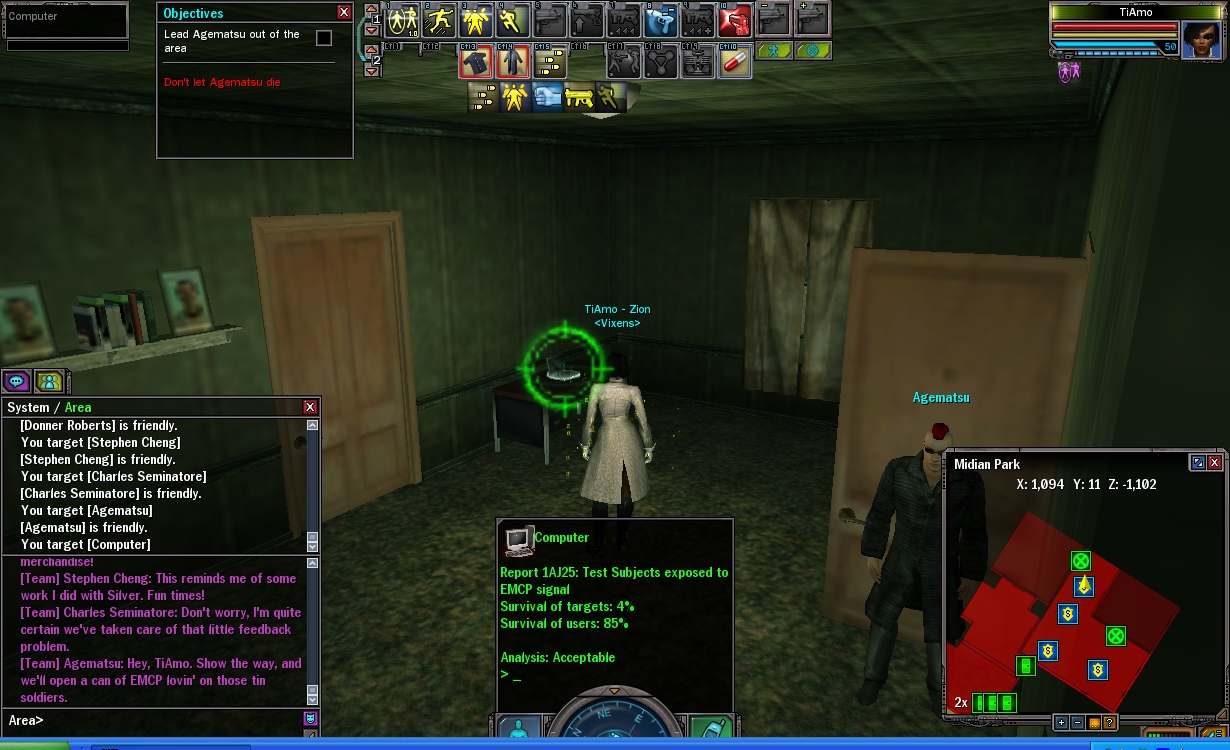 Computer
Objectives
Lead Agematsu out of the
area
Don't let Agematsu die
TiAmo
50
TiAmo - Zion
<Vixens>
Agematsu
System / Area
[Donner Roberts] is friendly.
You target [Stephen Cheng]
[Stephen Cheng] is friendly.
You target [Charles Seminatore]
[Charles Seminatore] is friendly.
You target [Agematsu]
[Agematsu] is friendly.
You target [Computer]
merchandise!
[Team] Stephen Cheng: This reminds me of some
work I did with Silver. Fun times!
[Team] Charles Seminatore: Don't worry, I'm quite
certain we've taken care of that little feedback
problem.
[Team] Agematsu: Hey, TiAmo. Show the way, and
we'll open a can of EMCP lovin' on those tin
soldiers.
Area>
Computer
Report 1AJ25: Test Subjects exposed to
EMCP signal
Survival of targets: 4%
Survival of users: 85%
Analysis: Acceptable
> _
NE
Midian Park
X: 1,094 Y: 11 Z: -1,102
2x